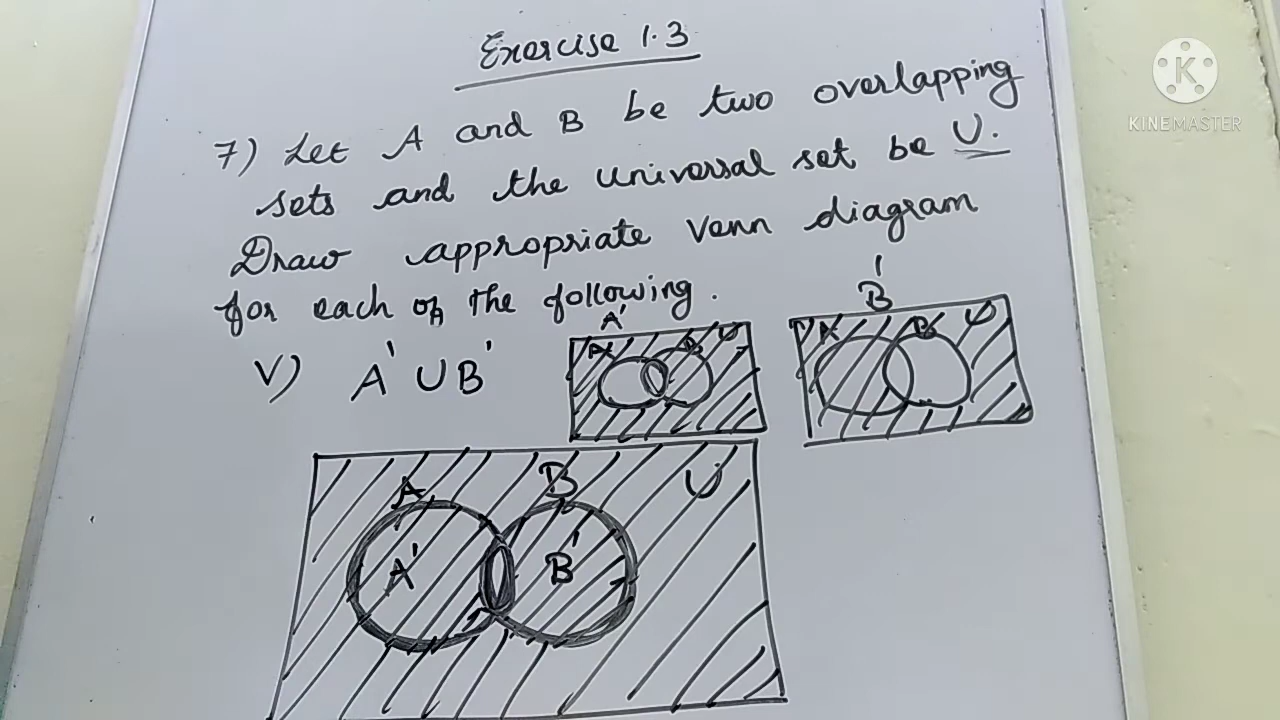 Exercise 1.3
K
KINEMASTER
7) Let A and B be two overlapping
sets and the universal set be U.
Draw appropriate Venn diagram
for each of the following.
V) A' U B'
A'
A B U
B'
A B U
A B U
A' B'